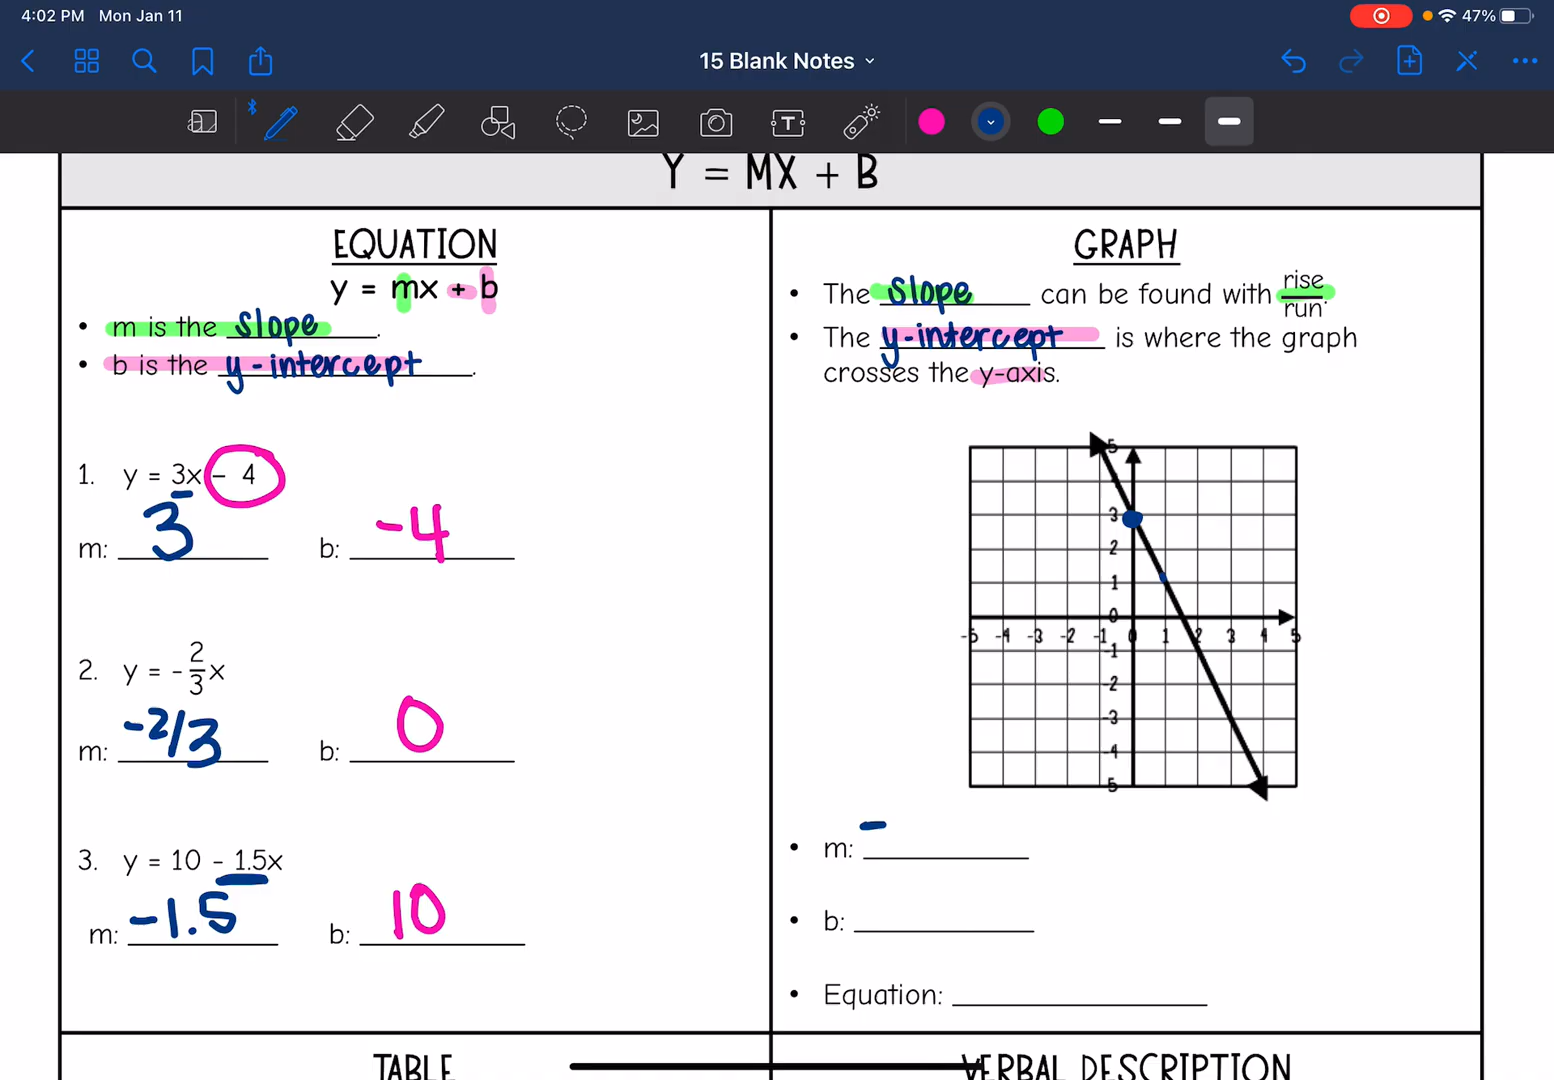 4:02 PM Mon Jan 11
47%
15 Blank Notes
T
Y = MX + B
EQUATION
y = mx + b
• m is the slope.
• b is the y-intercept.
1. y = 3x - 4
m: 3 b: -4
2. y = - 2/3 x
m: -2/3 b: 0
3. y = 10 - 1.5x
m: -1.5 b: 10
GRAPH
• The slope can be found with rise/run.
• The y-intercept is where the graph
crosses the y-axis.
5
3
2
1
0
-5 -4 -3 -2 -1 0 1 2 3 4 5
-1
-2
-3
-4
5
• m: -
• b:
• Equation:
TABLE
VERBAL DESCRIPTION